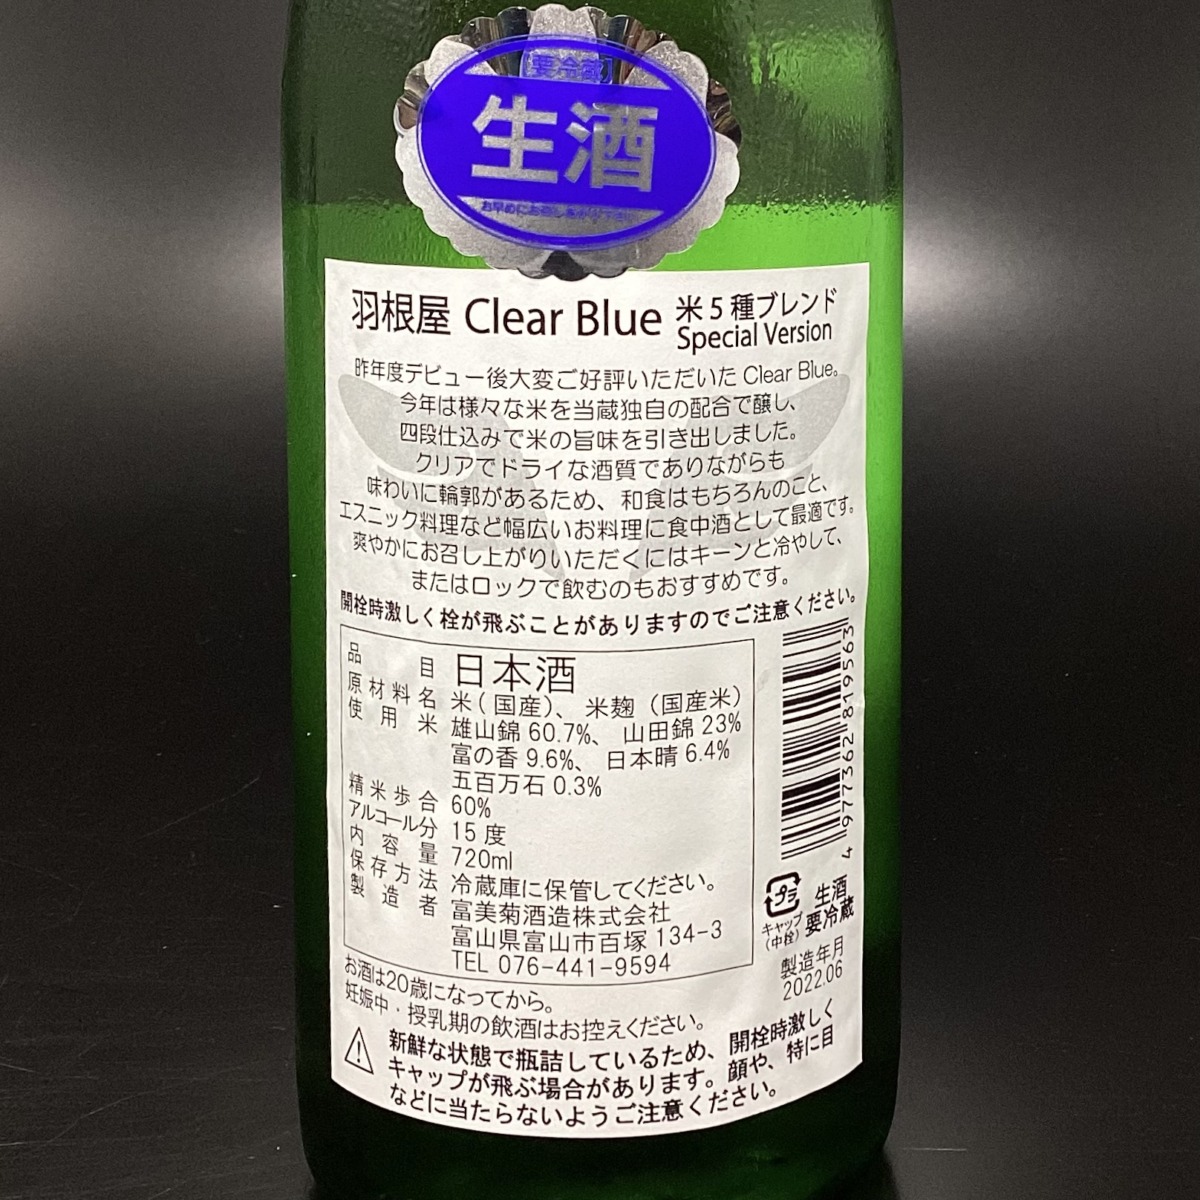 【要冷蔵】
生酒
お早めにお召し上がり下さい
羽根屋 Clear Blue 米5種ブレンド
Special Version
昨年度デビュー後大変ご好評いただいた Clear Blue。
今年は様々な米を当蔵独自の配合で醸し、
四段仕込みで米の旨味を引き出しました。
クリアでドライな酒質でありながらも
味わいに輪郭があるため、和食はもちろんのこと、
エスニック料理など幅広いお料理に食中酒として最適です。
爽やかにお召し上がりいただくにはキーンと冷やして、
またはロックで飲むのもおすすめです。
開栓時激しく栓が飛ぶことがありますのでご注意ください。
品目 日本酒
原材料名 米(国産)、米麹(国産米)
使用米 雄山錦 60.7%、山田錦 23%
富の香 9.6%、日本晴 6.4%
五百万石 0.3%
精米歩合 60%
アルコール分 15度
内容量 720ml
保存方法 冷蔵庫に保管してください。
製造者 富美菊酒造株式会社
富山県富山市百塚 134-3
TEL 076-441-9594
4 977362 819563
プラ
キャップ
(中栓)
生酒
要冷蔵
製造年月
2022.06
お酒は20歳になってから。
妊娠中・授乳期の飲酒はお控えください。
新鮮な状態で瓶詰しているため、開栓時激しく
キャップが飛ぶ場合があります。顔や、特に目
などに当たらないようご注意ください。